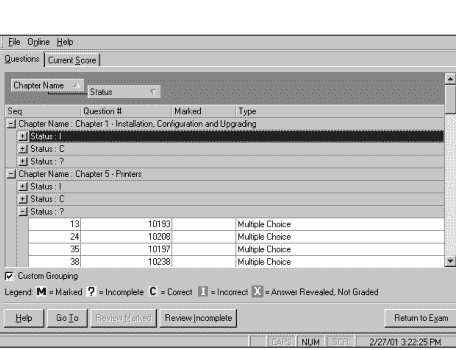 File Online Help
Questions Current Score
Chapter Name Status
Seq Question # Marked Type
Chapter Name : Chapter 1 - Installation, Configuration and Upgrading
Status : I
Status : C
Status : ?
Chapter Name : Chapter 5 - Printers
Status : I
Status : C
Status : ?
13 10193 Multiple Choice
24 10208 Multiple Choice
35 10197 Multiple Choice
38 10238 Multiple Choice
Custom Grouping
Legend: M = Marked ? = Incomplete C = Correct I = Incorrect X = Answer Revealed, Not Graded
Help Go To Review Marked Review Incomplete Return to Exam
CAPS NUM SCR 2/27/01 3:22:25 PM